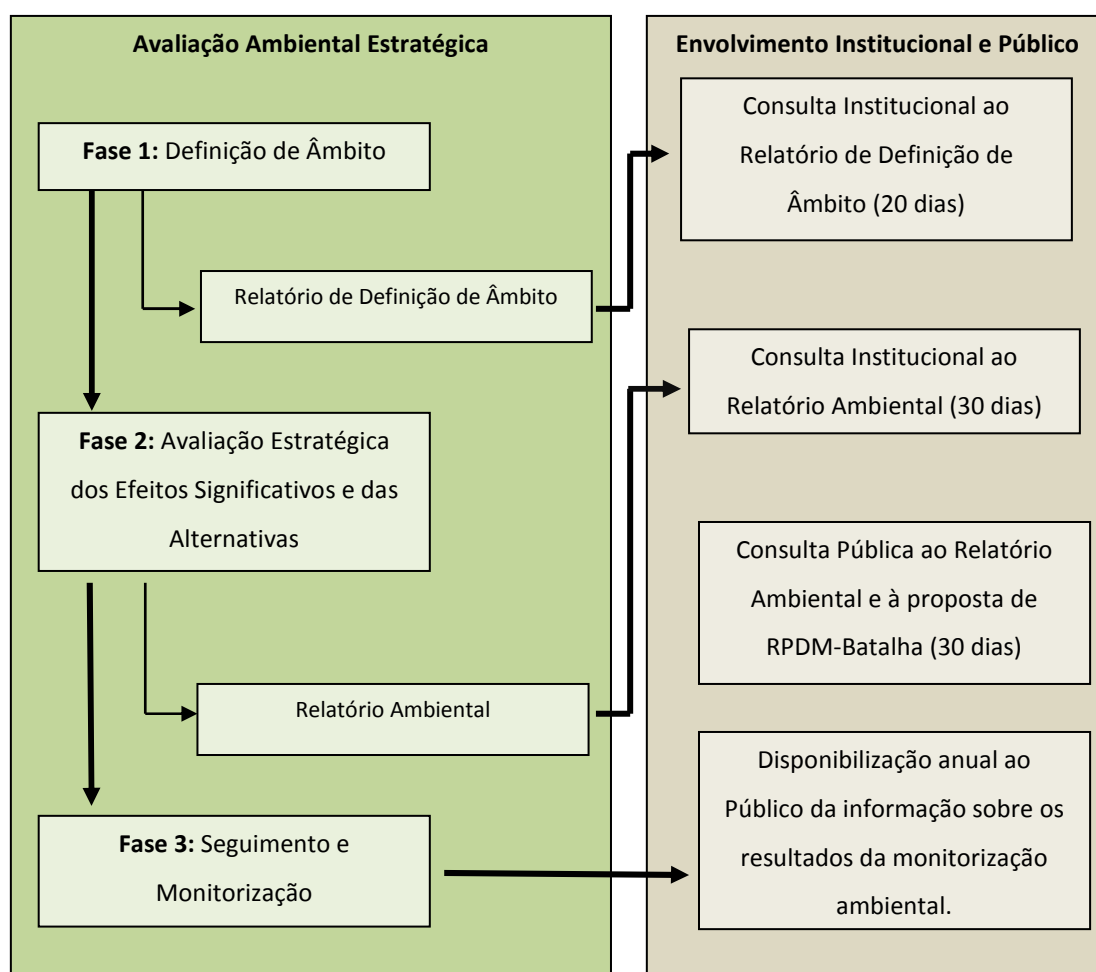 Avaliação Ambiental Estratégica
Fase 1: Definição de Âmbito
Relatório de Definição de Âmbito
Fase 2: Avaliação Estratégica
dos Efeitos Significativos e das
Alternativas
Relatório Ambiental
Fase 3: Seguimento e
Monitorização
Envolvimento Institucional e Público
Consulta Institucional ao
Relatório de Definição de
Âmbito (20 dias)
Consulta Institucional ao
Relatório Ambiental (30 dias)
Consulta Pública ao Relatório
Ambiental e à proposta de
RPDM-Batalha (30 dias)
Disponibilização anual ao
Público da informação sobre os
resultados da monitorização
ambiental.